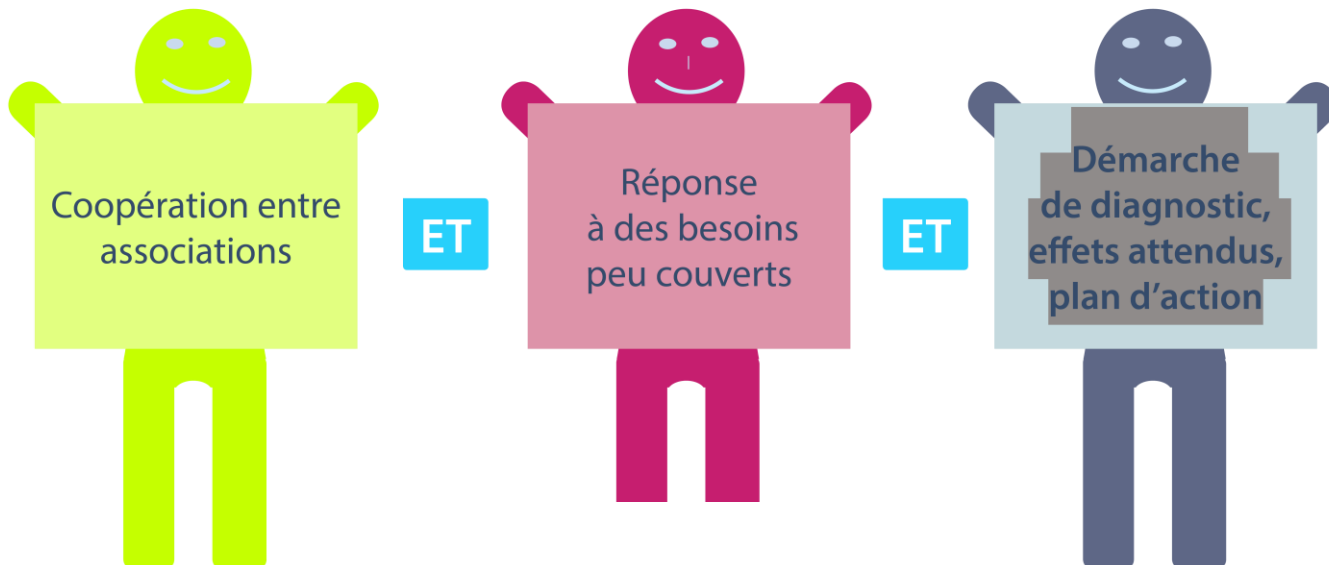 Coopération entre
associations
ET
Réponse
à des besoins
peu couverts
ET
Démarche
de diagnostic,
effets attendus,
plan d’action